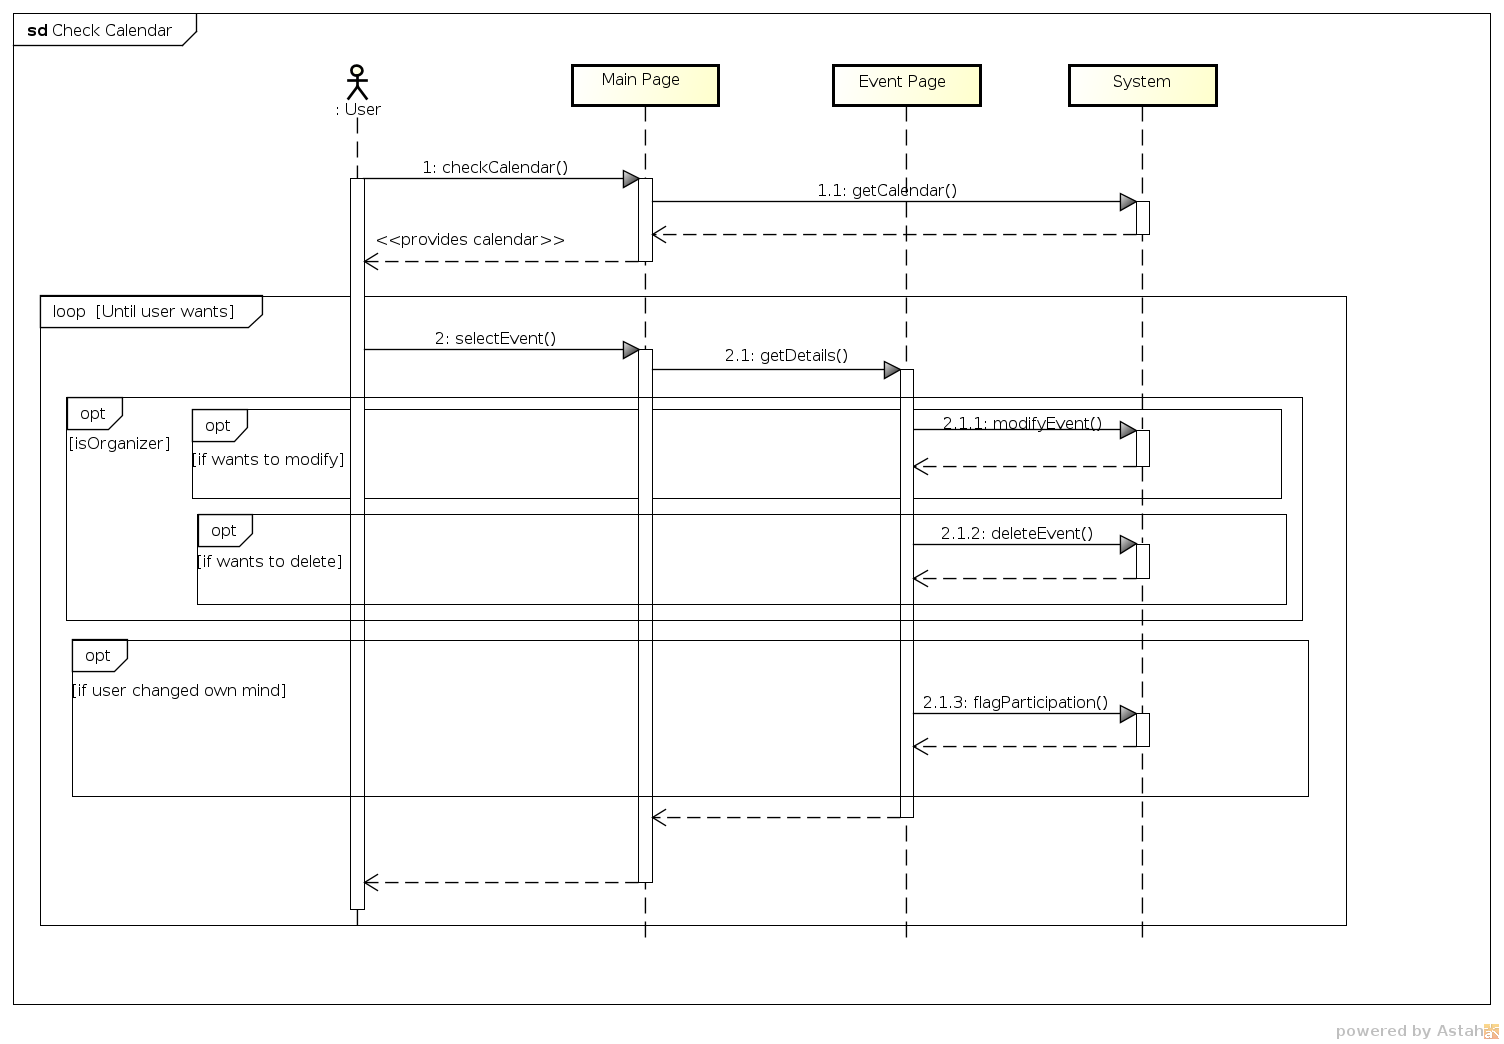 sd Check Calendar
: User
Main Page
Event Page
System
1: checkCalendar()
1.1: getCalendar()
<<provides calendar>>
loop [Until user wants]
2: selectEvent()
2.1: getDetails()
opt
[isOrganizer]
opt
[if wants to modify]
2.1.1: modifyEvent()
opt
[if wants to delete]
2.1.2: deleteEvent()
opt
[if user changed own mind]
2.1.3: flagParticipation()
powered by Astah